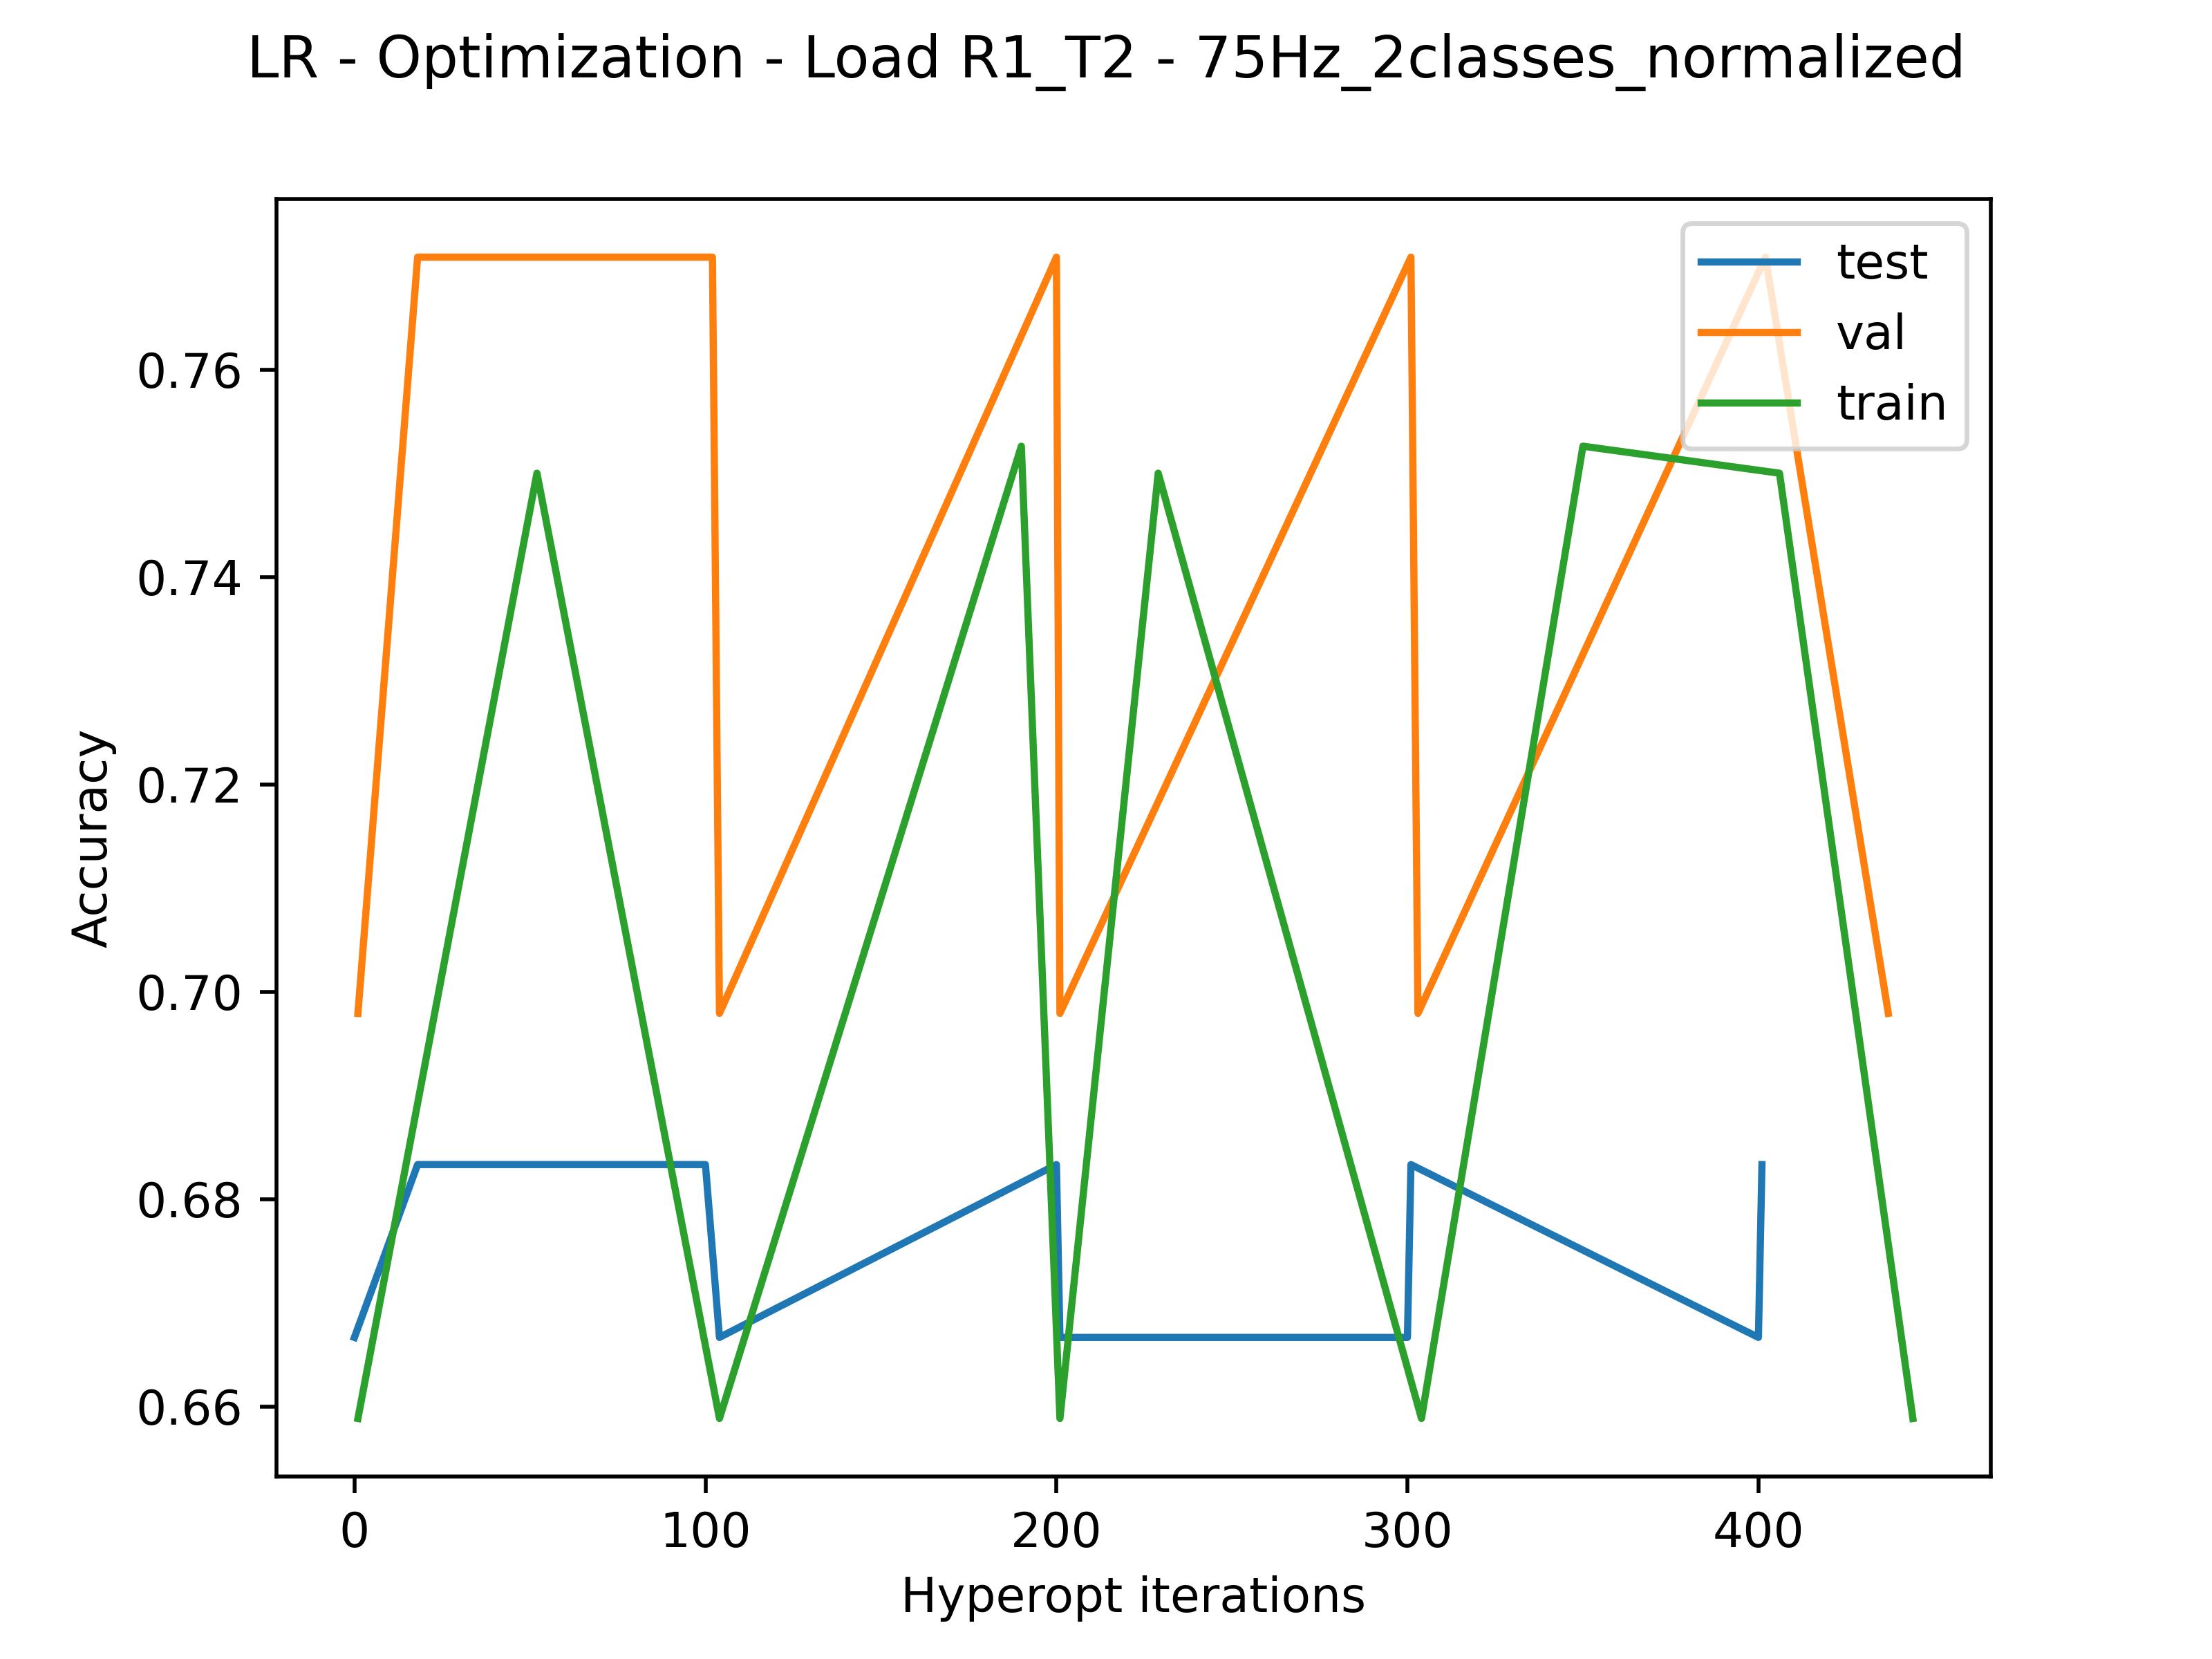 LR - Optimization - Load R1_T2 - 75Hz_2classes_normalized
test
val
train
Accuracy
0.76
0.74
0.72
0.70
0.68
0.66
0 100 200 300 400
Hyperopt iterations